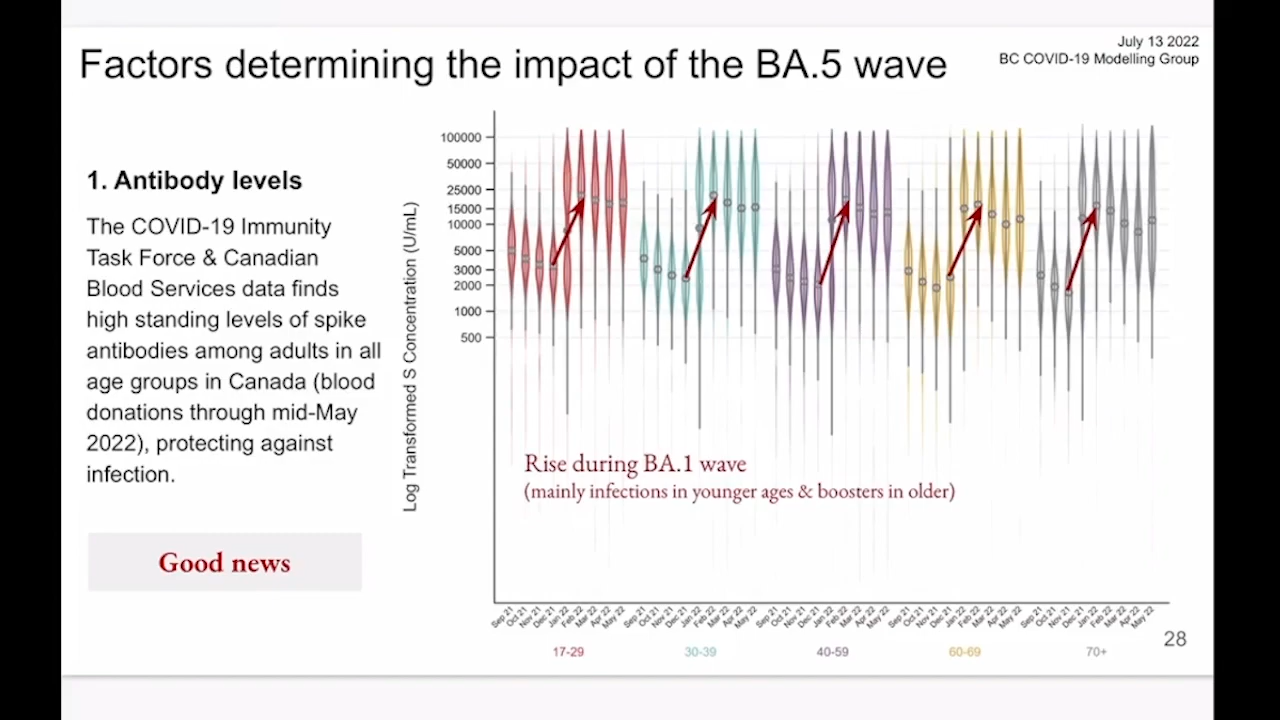 July 13 2022
BC COVID-19 Modelling Group
Factors determining the impact of the BA.5 wave
1. Antibody levels
The COVID-19 Immunity
Task Force & Canadian
Blood Services data finds
high standing levels of spike
antibodies among adults in all
age groups in Canada (blood
donations through mid-May
2022), protecting against
infection.
Good news
Log Transformed S Concentration (U/mL)
100000
50000
25000
15000
10000
5000
3000
2000
1000
500
Rise during BA.1 wave
(mainly infections in younger ages & boosters in older)
Sep 21 Oct 21 Nov 21 Dec 21 Jan 22 Feb 22 Mar 22 Apr 22 May 22
Sep 21 Oct 21 Nov 21 Dec 21 Jan 22 Feb 22 Mar 22 Apr 22 May 22
Sep 21 Oct 21 Nov 21 Dec 21 Jan 22 Feb 22 Mar 22 Apr 22 May 22
Sep 21 Oct 21 Nov 21 Dec 21 Jan 22 Feb 22 Mar 22 Apr 22 May 22
Sep 21 Oct 21 Nov 21 Dec 21 Jan 22 Feb 22 Mar 22 Apr 22 May 22
17-29 30-39 40-59 60-69 70+
28